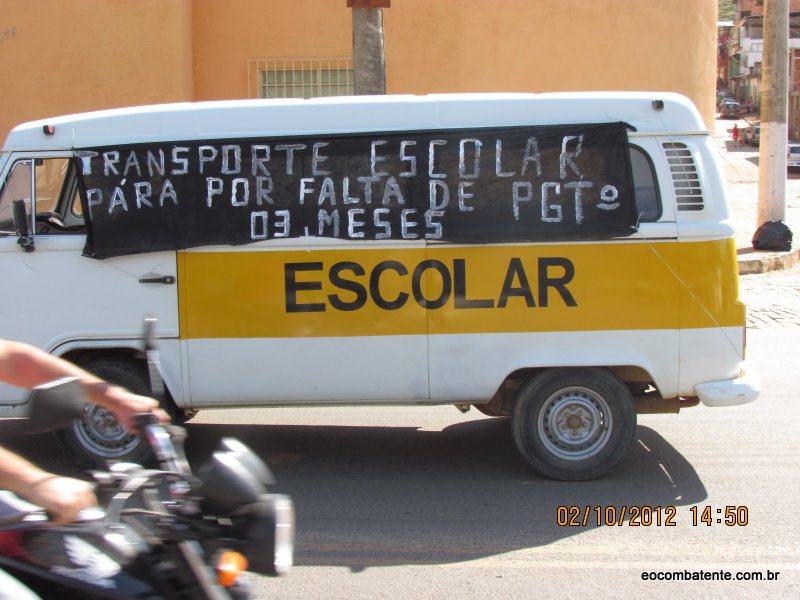 TRANSPORTE ESCOLAR
PÁRA POR FALTA DE PGTº
03 MESES
ESCOLAR
02/10/2012 14:50
eocombatente.com.br